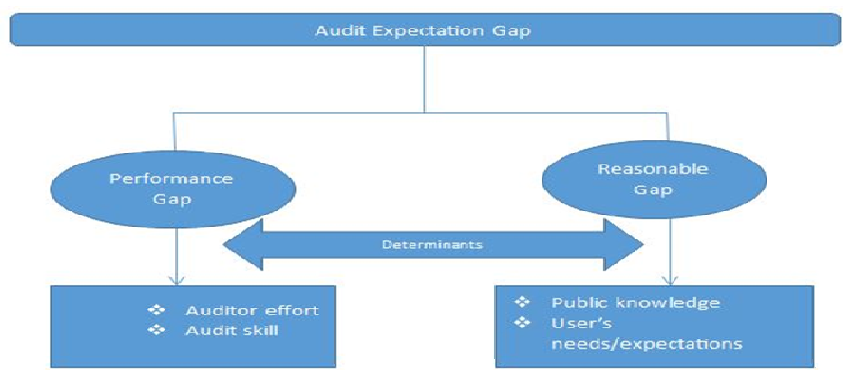 Audit Expectation Gap
Performance
Gap
Reasonable
Gap
Determinants
❖ Auditor effort
❖ Audit skill
❖ Public knowledge
❖ User's
needs/expectations